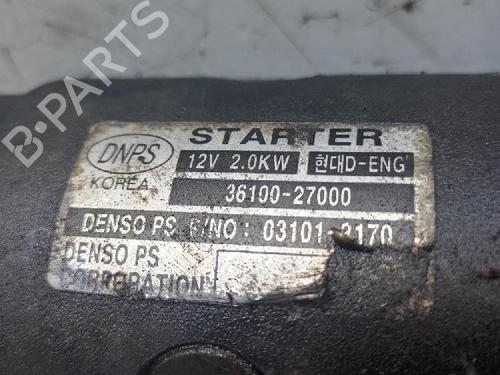 B-PARTS
DNPS
KOREA
STARTER
12V 2.0KW 현대D-ENG'
36100-27000
DENSO PS P/NO: 03101-3170
DENSO PS
CORPORATION